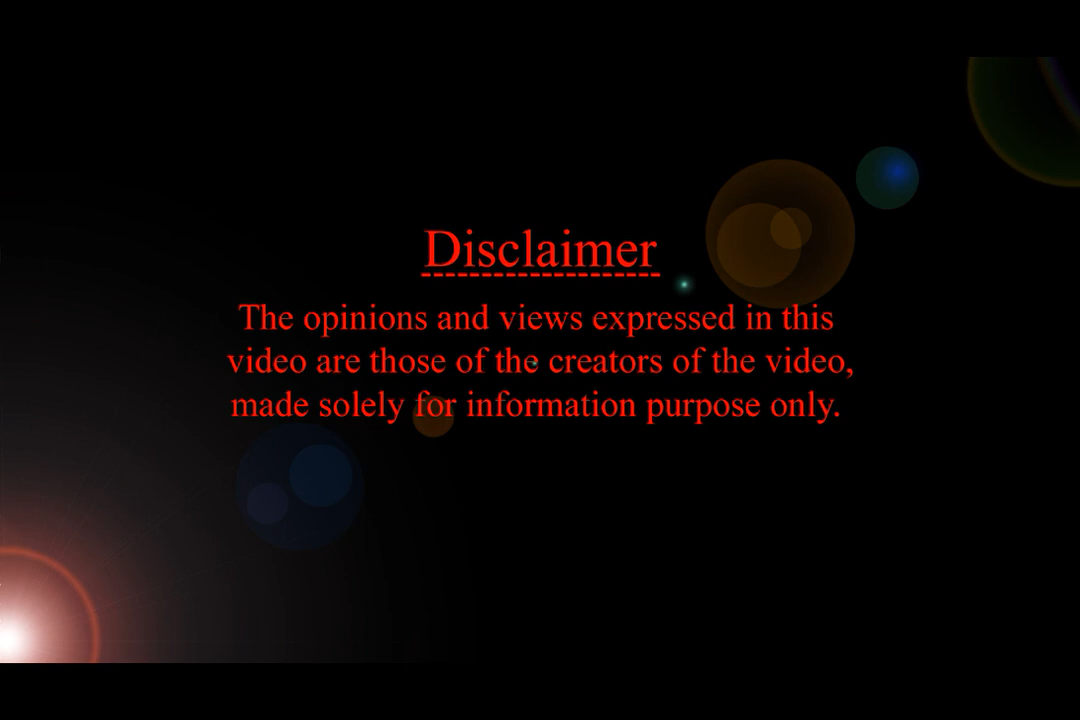 Disclaimer
The opinions and views expressed in this
video are those of the creators of the video,
made solely for information purpose only.